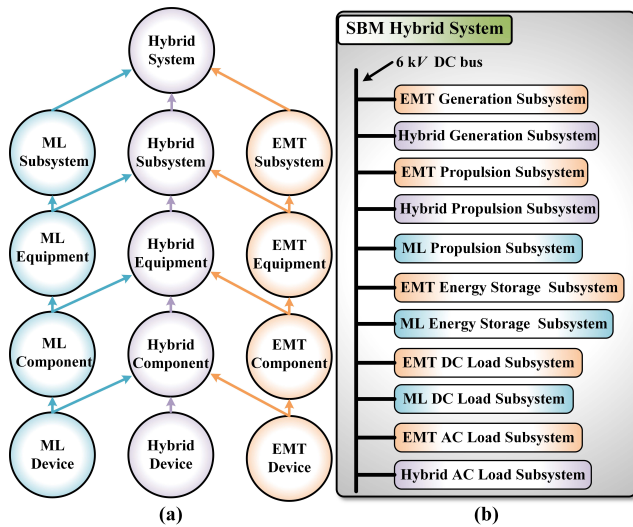 Hybrid
System
ML
Subsystem
Hybrid
Subsystem
EMT
Subsystem
ML
Equipment
Hybrid
Equipment
EMT
Equipment
ML
Component
Hybrid
Component
EMT
Component
ML
Device
Hybrid
Device
EMT
Device
(a)
SBM Hybrid System
6 kV DC bus
EMT Generation Subsystem
Hybrid Generation Subsystem
EMT Propulsion Subsystem
Hybrid Propulsion Subsystem
ML Propulsion Subsystem
EMT Energy Storage Subsystem
ML Energy Storage Subsystem
EMT DC Load Subsystem
ML DC Load Subsystem
EMT AC Load Subsystem
Hybrid AC Load Subsystem
(b)